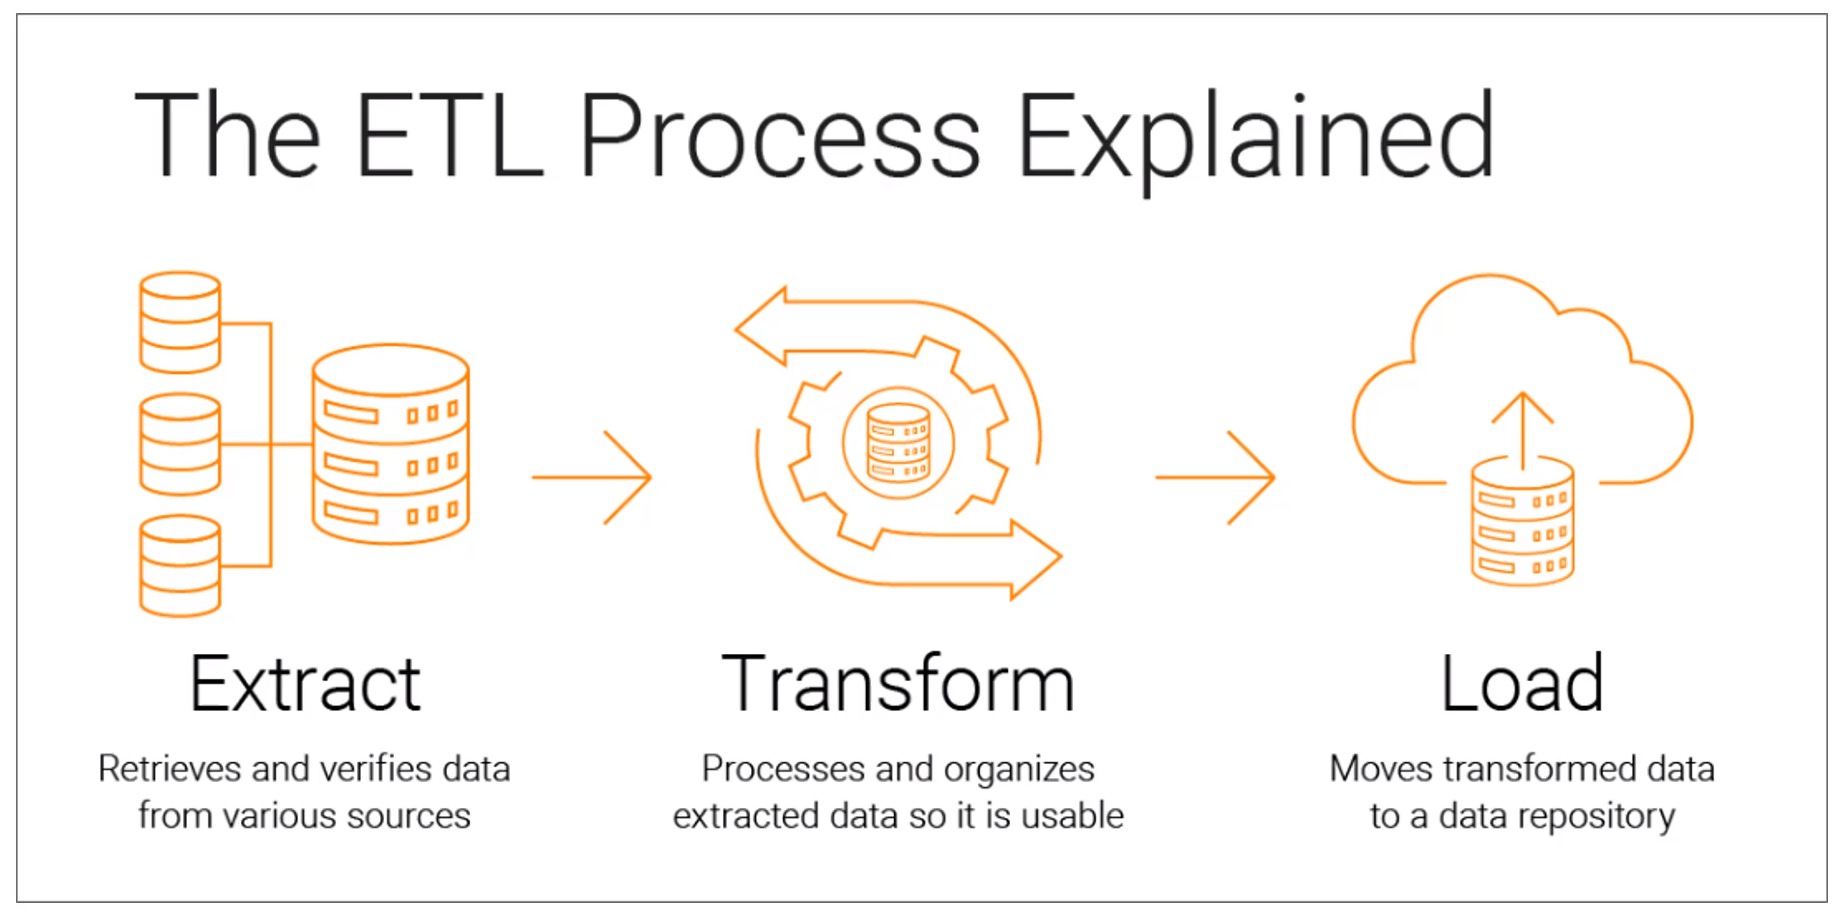 The ETL Process Explained
Extract
Retrieves and verifies data
from various sources
Transform
Processes and organizes
extracted data so it is usable
Load
Moves transformed data
to a data repository